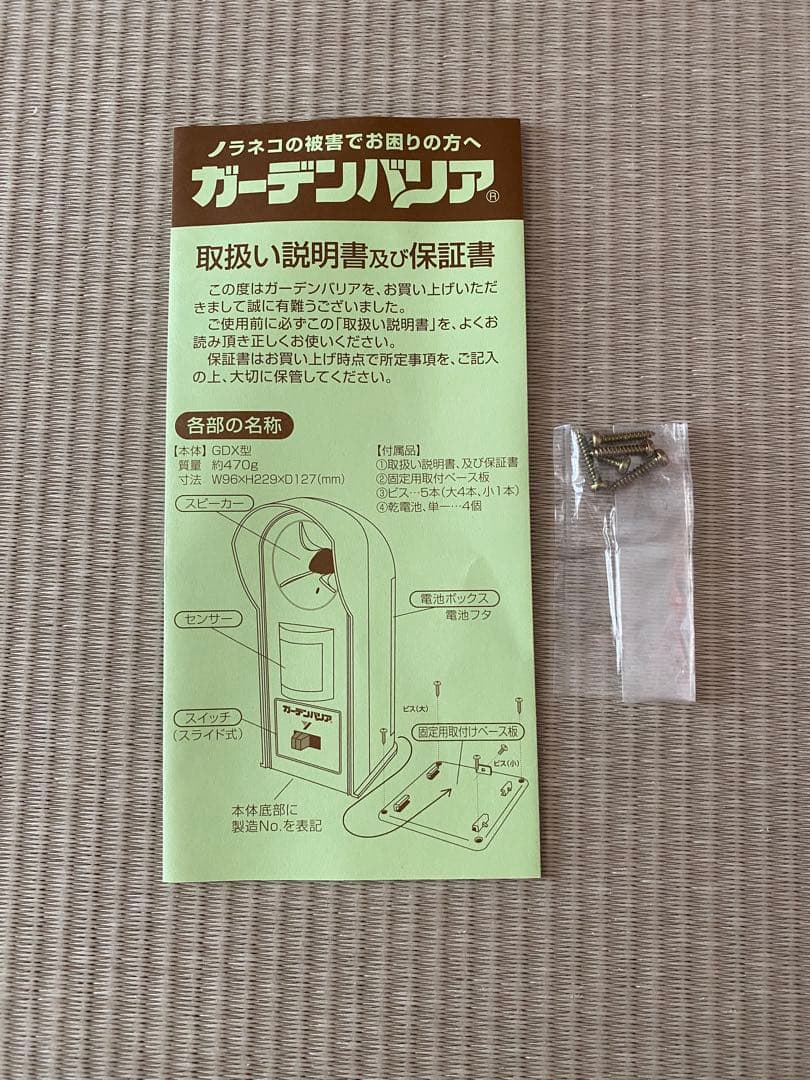 ノラネコの被害でお困りの方へ
ガーデンバリア®
取扱い説明書及び保証書
この度はガーデンバリアを、お買い上げいただ
きまして誠に有難うございました。
ご使用前に必ずこの「取扱い説明書」を、よくお
読み頂き正しくお使いください。
保証書はお買い上げ時点で所定事項を、ご記入
の上、大切に保管してください。
各部の名称
【本体】GDX型
質量 約470g
寸法 W96×H229×D127(mm)
【付属品】
①取扱い説明書、及び保証書
②固定用取付ベース板
③ビス…5本(大4本、小1本)
④乾電池、単一…4個
スピーカー
センサー
スイッチ
(スライド式)
ガーデンバリア
電池ボックス
電池フタ
ビス(大)
固定用取付けベース板
ビス(小)
本体底部に
製造No.を表記